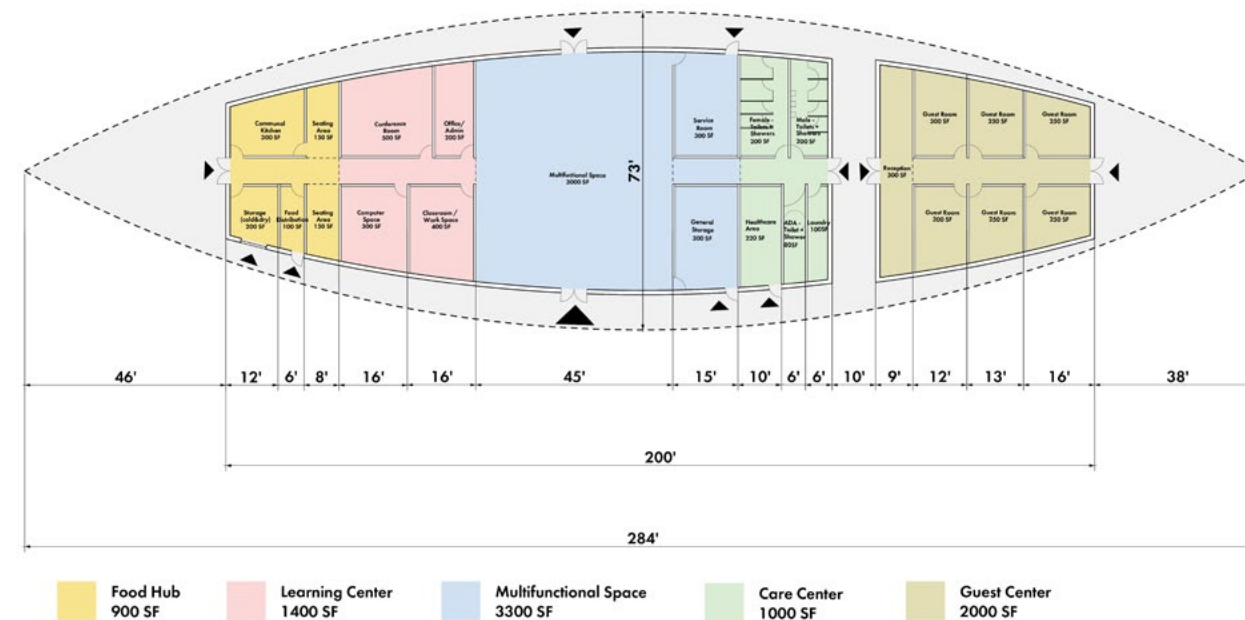 Communal
Kitchen
300 SF
Seating
Area
150 SF
Conference
Room
500 SF
Office/
Admin
200 SF
Service
Room
300 SF
Female -
Toilets +
Showers
200 SF
Male -
Toilets +
Showers
200 SF
Guest Room
300 SF
Guest Room
250 SF
Guest Room
250 SF
Multifuntional Space
3000 SF
73'
Reception
300 SF
Storage
(cold&dry)
200 SF
Food
Distribution
100 SF
Seating
Area
150 SF
Computer
Space
300 SF
Classroom /
Work Space
400 SF
General
Storage
300 SF
Healthcare
Area
220 SF
ADA -
Toilet +
Shower
80SF
Laundry
100SF
Guest Room
300 SF
Guest Room
250 SF
Guest Room
250 SF
46' 12' 6' 8' 16' 16' 45' 15' 10' 6' 6' 10' 9' 12' 13' 16' 38'
200'
284'
Food Hub
900 SF
Learning Center
1400 SF
Multifunctional Space
3300 SF
Care Center
1000 SF
Guest Center
2000 SF